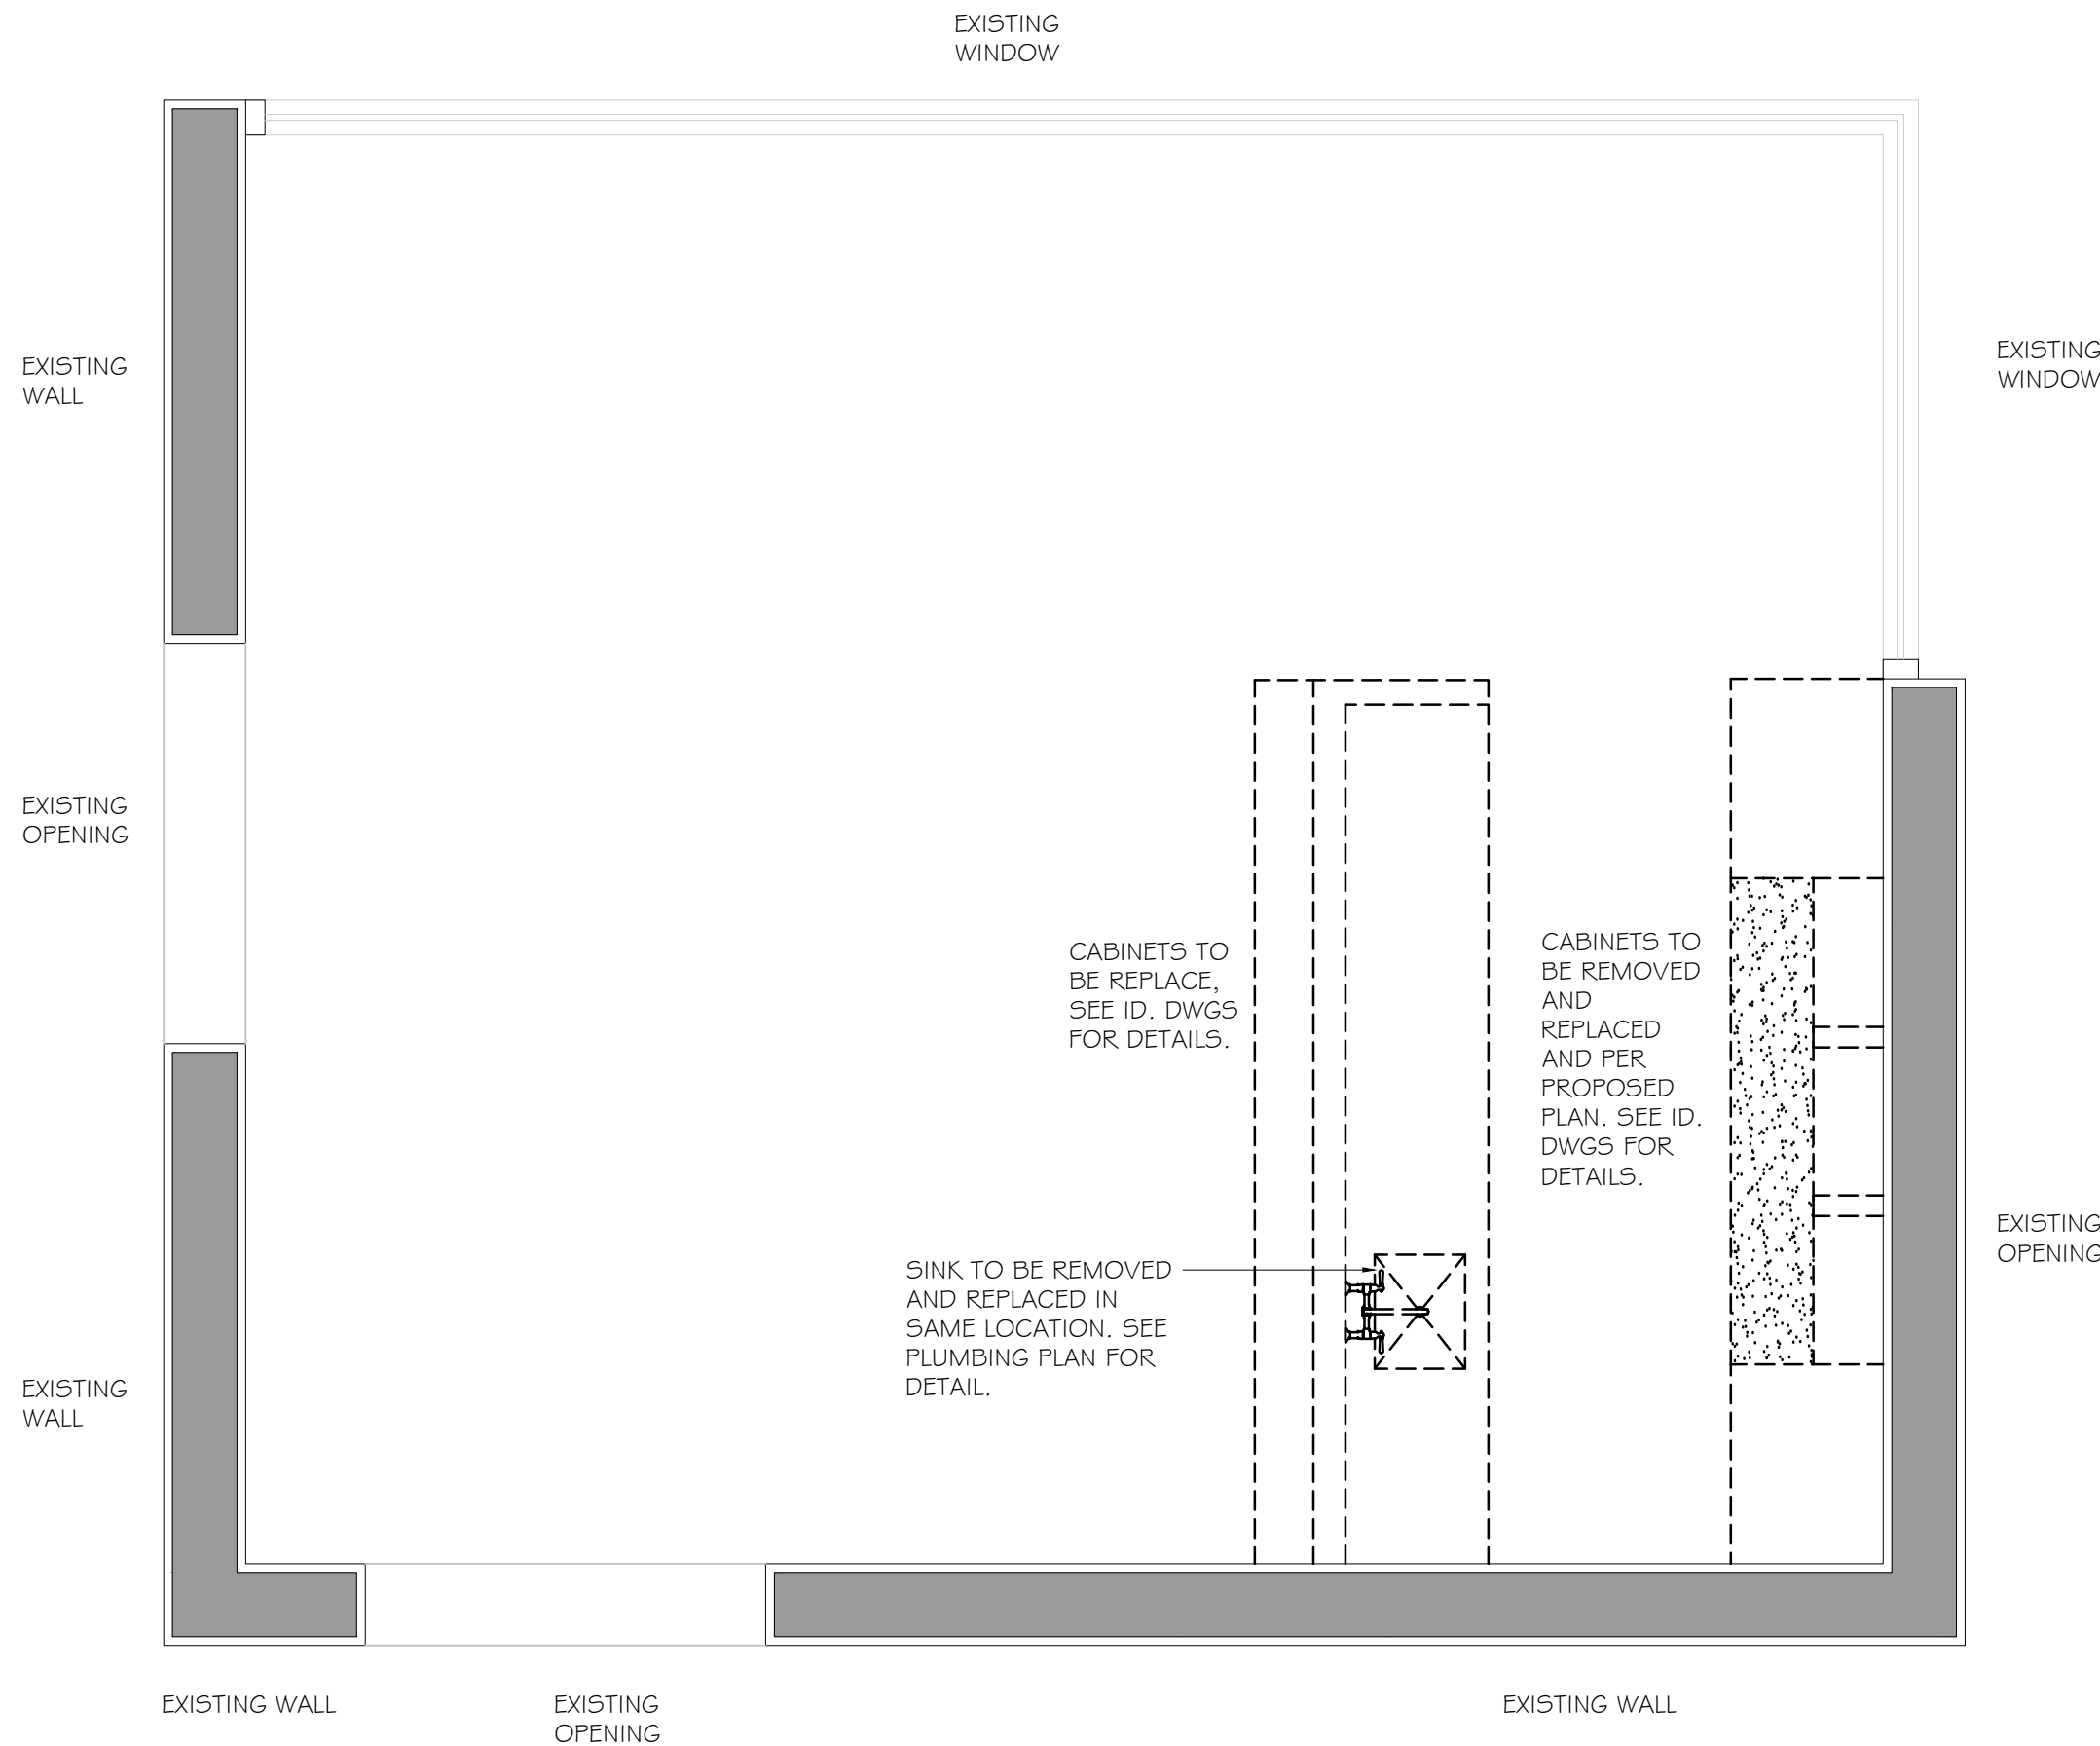 EXISTING
WINDOW
EXISTING
WALL
EXISTING
WINDOW
EXISTING
OPENING
CABINETS TO
BE REPLACE,
SEE ID. DWGS
FOR DETAILS.
CABINETS TO
BE REMOVED
AND
REPLACED
AND PER
PROPOSED
PLAN. SEE ID.
DWGS FOR
DETAILS.
EXISTING
OPENING
SINK TO BE REMOVED
AND REPLACED IN
SAME LOCATION. SEE
PLUMBING PLAN FOR
DETAIL.
EXISTING
WALL
EXISTING WALL
EXISTING
OPENING
EXISTING WALL